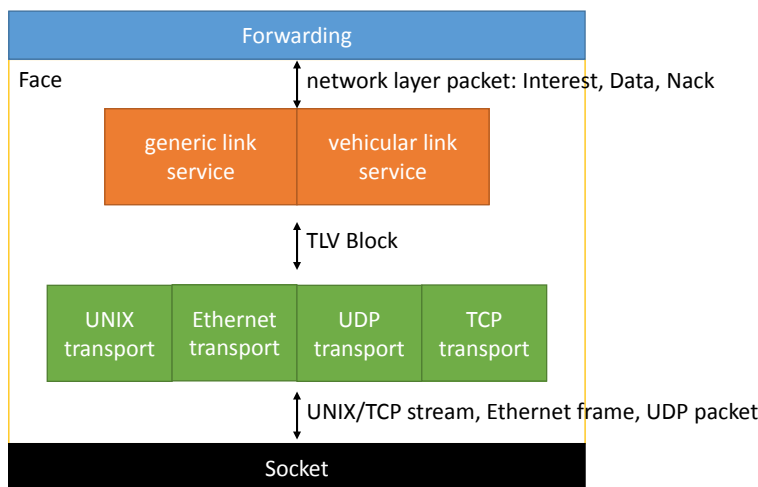 Forwarding
Face
network layer packet: Interest, Data, Nack
generic link
service
vehicular link
service
TLV Block
UNIX
transport
Ethernet
transport
UDP
transport
TCP
transport
UNIX/TCP stream, Ethernet frame, UDP packet
Socket